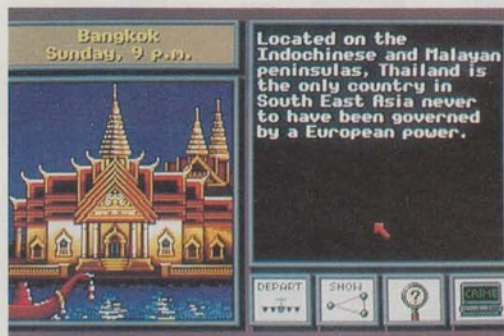 Bangkok
Sunday, 9 p.m.
Located on the
Indochinese and Malayan
peninsulas, Thailand is
the only country in
South East Asia never
to have been governed
by a European power.
DEPART
SHOW
?
CRIME